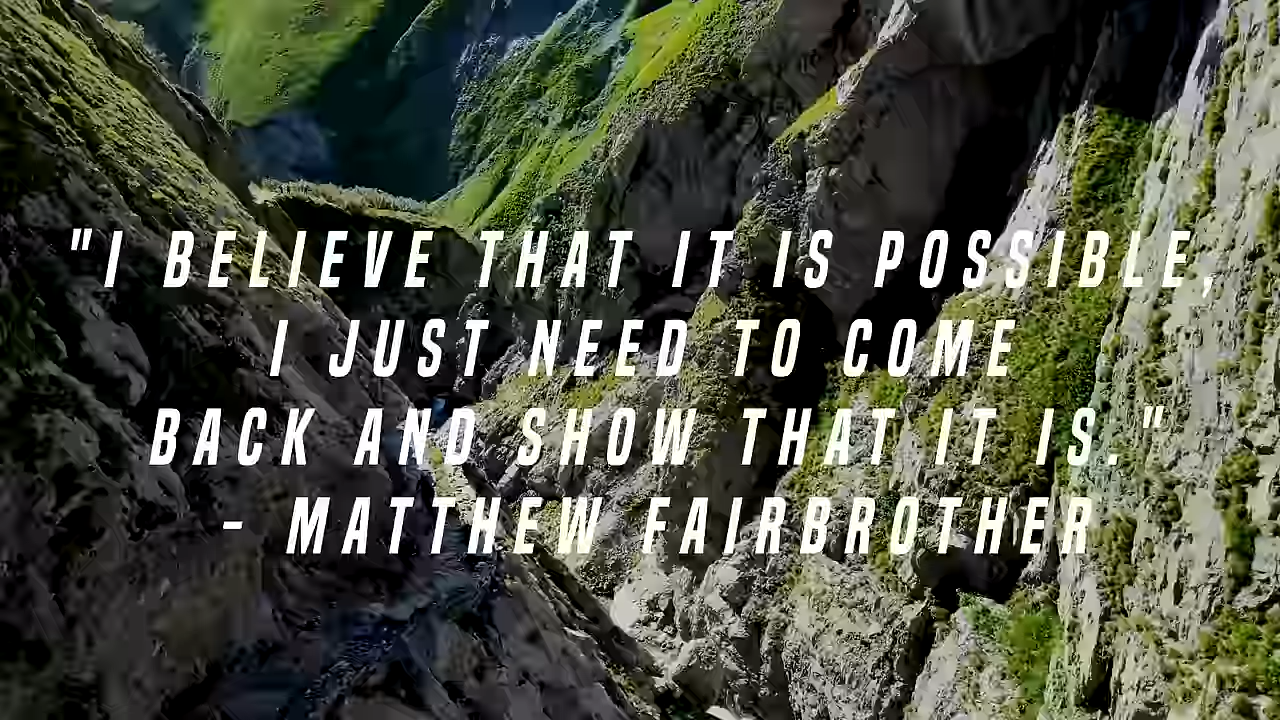 "I BELIEVE THAT IT IS POSSIBLE,
I JUST NEED TO COME
BACK AND SHOW THAT IT IS."
- MATTHEW FAIRBROTHER